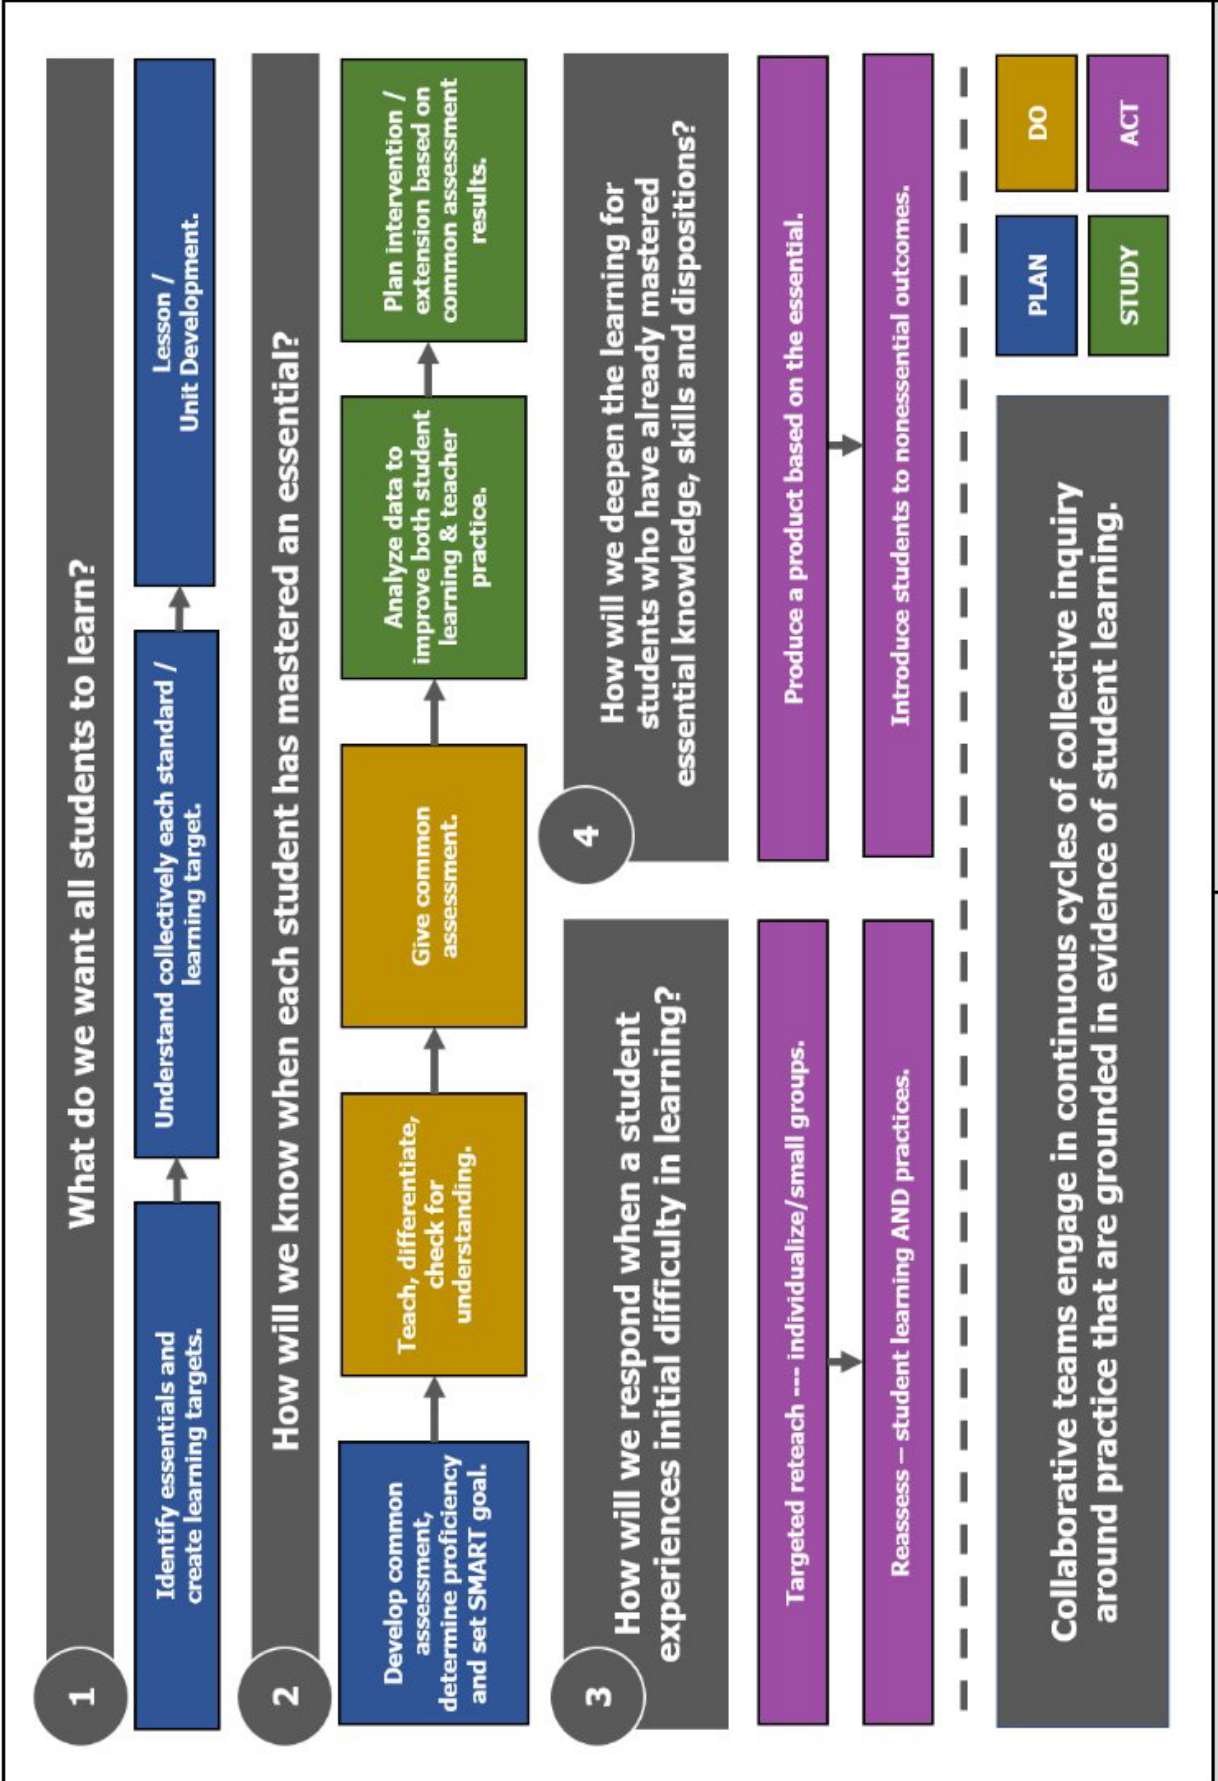 1
What do we want all students to learn?
Identify essentials and
create learning targets.
Understand collectively each standard /
learning target.
Lesson /
Unit Development.
2
How will we know when each student has mastered an essential?
Develop common
assessment,
determine proficiency
and set SMART goal.
Teach, differentiate,
check for
understanding.
Give common
assessment.
Analyze data to
improve both student
learning & teacher
practice.
Plan intervention /
extension based on
common assessment
results.
3
How will we respond when a student
experiences initial difficulty in learning?
Targeted reteach --- individualize/small groups.
Reassess – student learning AND practices.
4
How will we deepen the learning for
students who have already mastered
essential knowledge, skills and dispositions?
Produce a product based on the essential.
Introduce students to nonessential outcomes.
Collaborative teams engage in continuous cycles of collective inquiry
around practice that are grounded in evidence of student learning.
PLAN
DO
STUDY
ACT